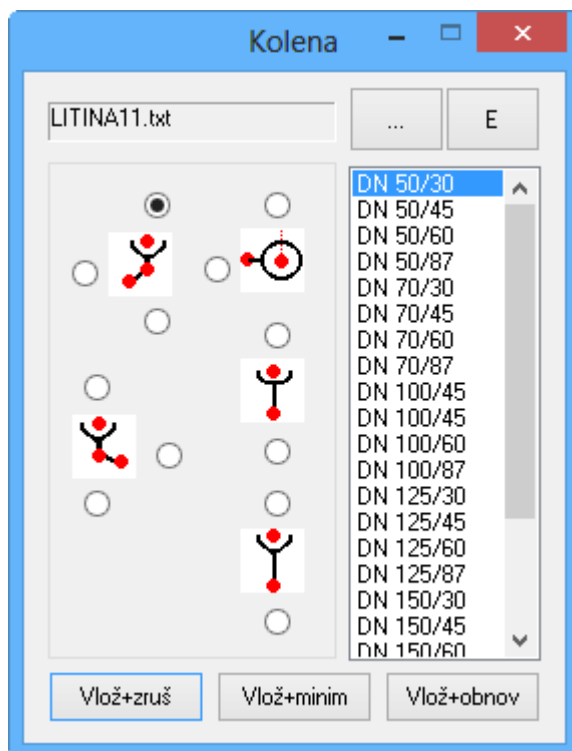 Kolena
LITINA11.txt
...
E
DN 50/30
DN 50/45
DN 50/60
DN 50/87
DN 70/30
DN 70/45
DN 70/60
DN 70/87
DN 100/45
DN 100/45
DN 100/60
DN 100/87
DN 125/30
DN 125/45
DN 125/60
DN 125/87
DN 150/30
DN 150/45
DN 150/60
Vlož+zruš
Vlož+minim
Vlož+obnov